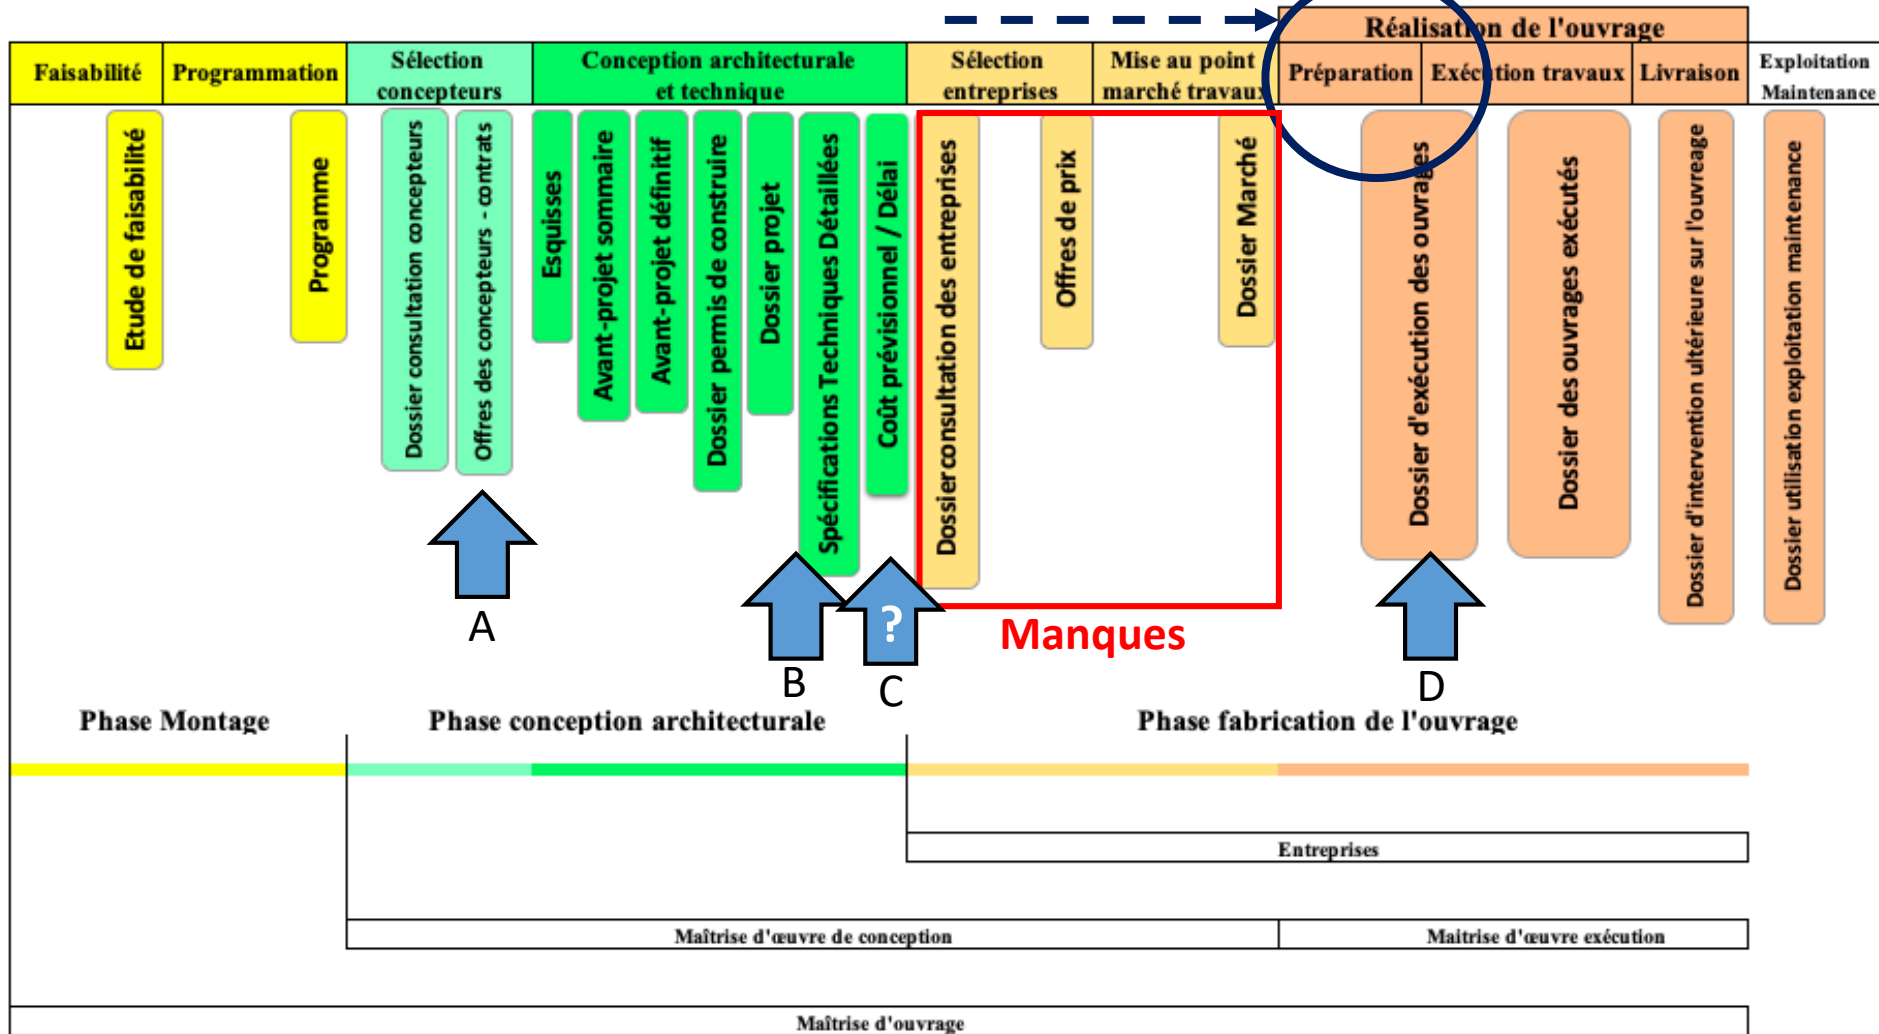 Réalisation de l'ouvrage
Faisabilité
Programmation
Sélection
concepteurs
Conception architecturale
et technique
Sélection
entreprises
Mise au point
marché travaux
Préparation
Exécution travaux
Livraison
Exploitation
Maintenance
Etude de faisabilité
Programme
Dossier consultation concepteurs
Offres des concepteurs - contrats
Esquisses
Avant-projet sommaire
Avant-projet définitif
Dossier permis de construire
Dossier projet
Spécifications Techniques Détaillées
Coût prévisionnel / Délai
Dossier consultation des entreprises
Offres de prix
Dossier Marché
Dossier d'exécution des ouvrages
Dossier des ouvrages exécutés
Dossier d'intervention ultérieure sur l'ouvreage
Dossier utilisation exploitation maintenance
A
B
?
C
Manques
D
Phase Montage
Phase conception architecturale
Phase fabrication de l'ouvrage
Entreprises
Maîtrise d'œuvre de conception
Maitrise d'œuvre exécution
Maîtrise d'ouvrage